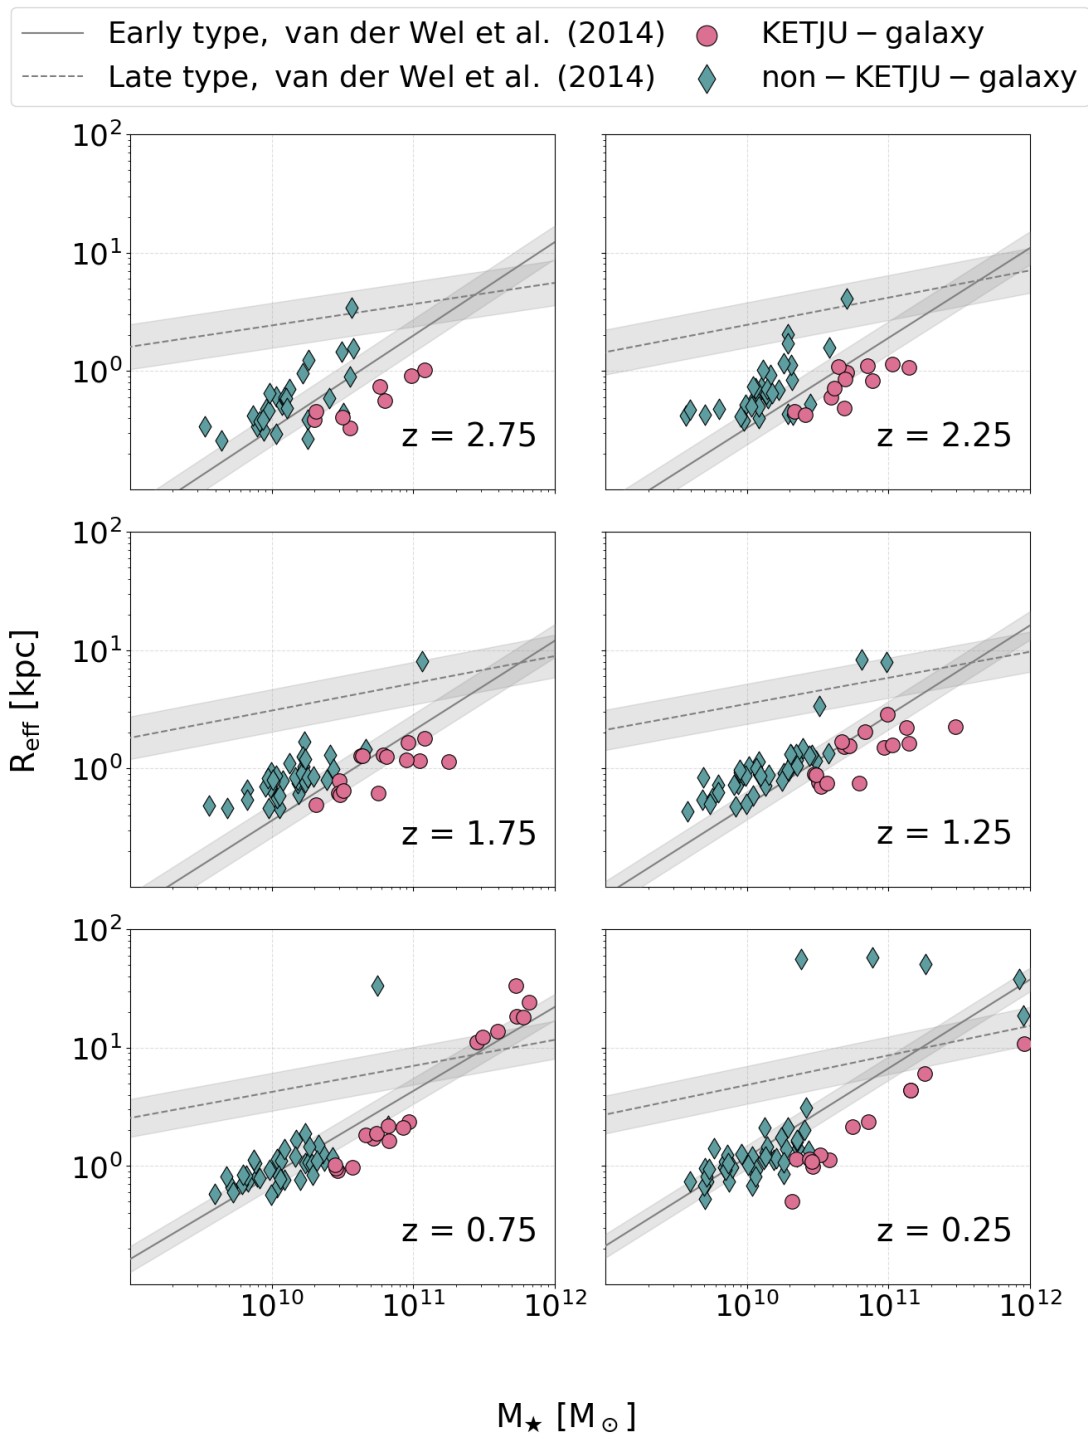 Early type, van der Wel et al. (2014)
KETJU − galaxy
Late type, van der Wel et al. (2014)
non − KETJU − galaxy
10²
10¹
10⁰
z = 2.75
z = 2.25
10²
10¹
10⁰
z = 1.75
z = 1.25
R_eff [kpc]
10²
10¹
10⁰
z = 0.75
z = 0.25
10¹⁰ 10¹¹ 10¹²
10¹⁰ 10¹¹ 10¹²
M★ [M⊙]